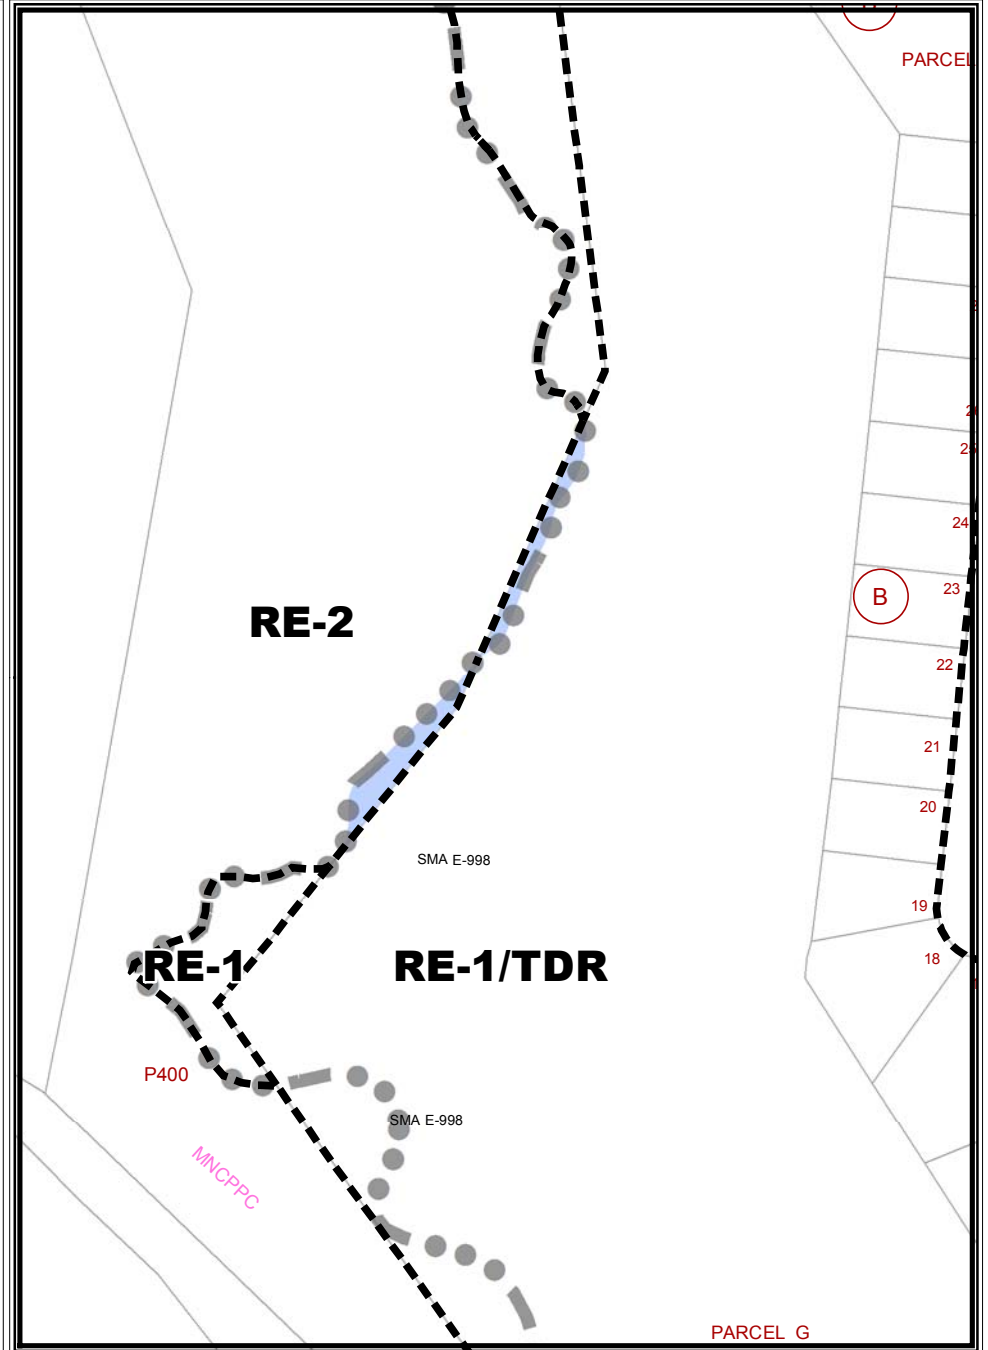 PARCEL
25
24
B
23
RE-2
22
21
20
SMA E-998
19
18
RE-1
RE-1/TDR
P400
SMA E-998
MNCPPC
PARCEL G